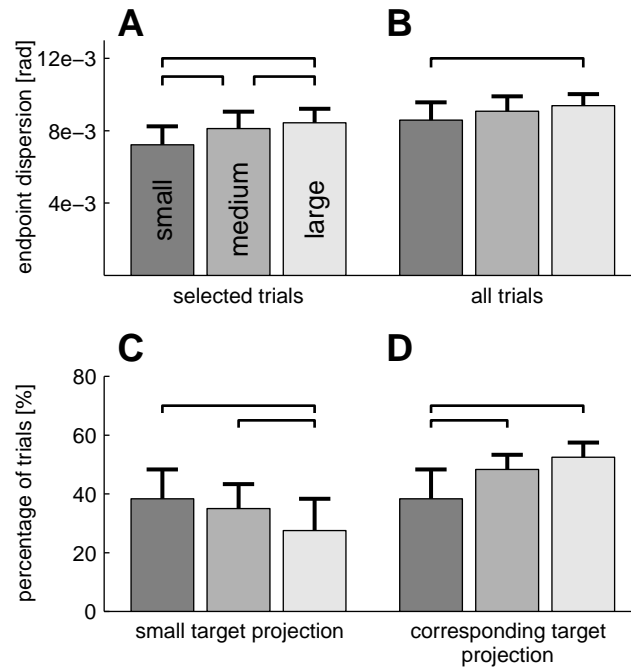 A
B
endpoint dispersion [rad]
12e−3
8e−3
4e−3
small
medium
large
selected trials
all trials
C
D
percentage of trials [%]
80
60
40
20
0
small target projection
corresponding target
projection